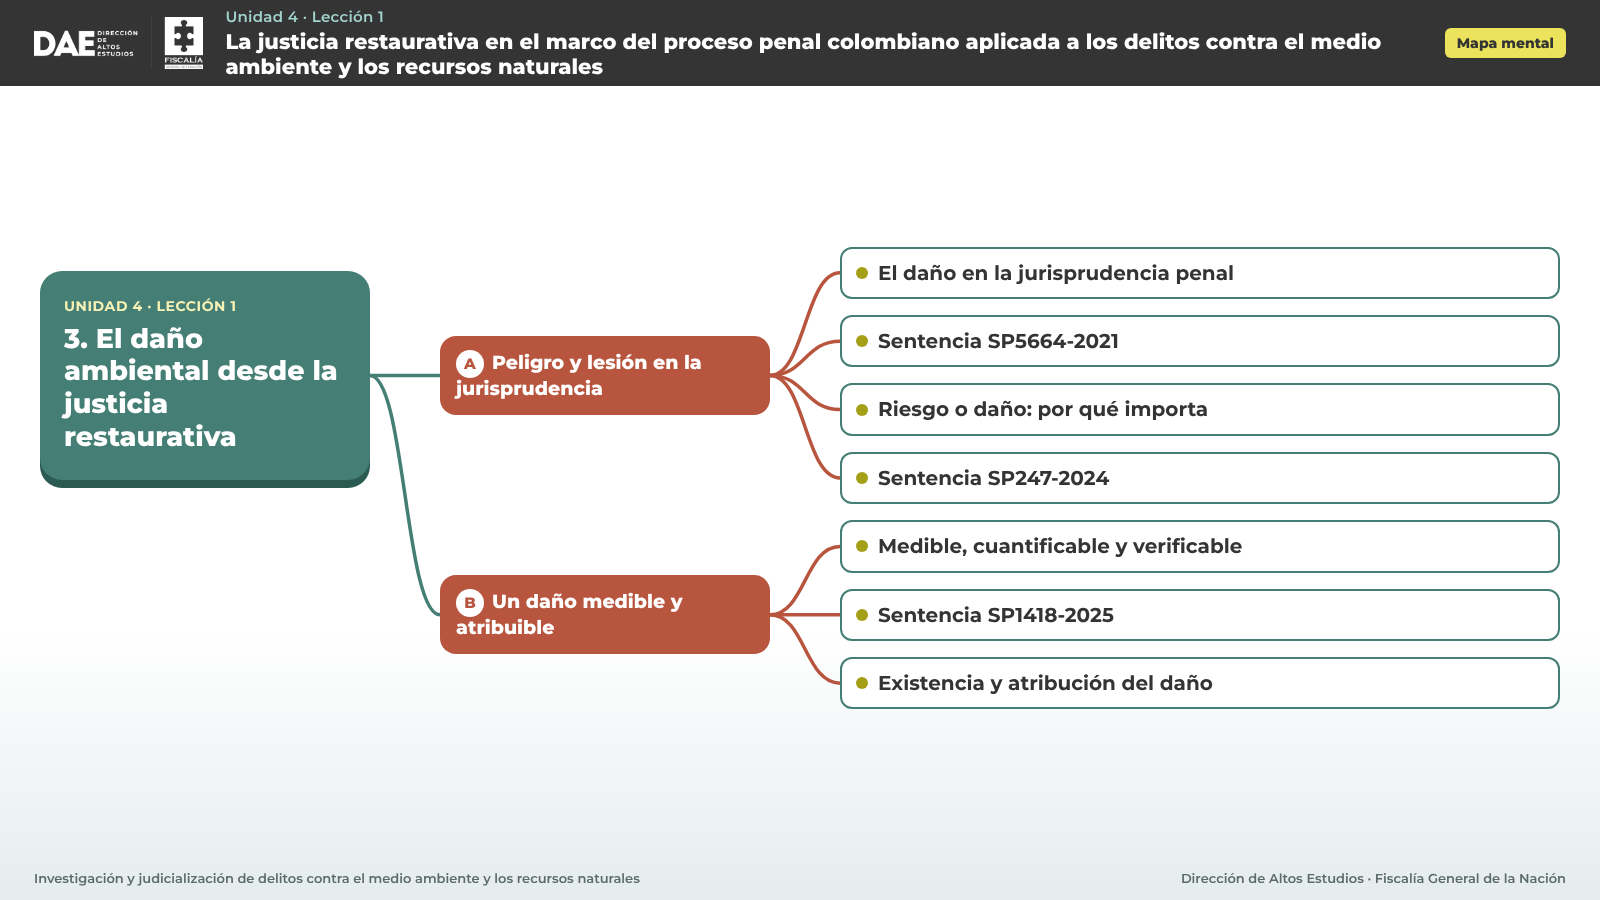 DAE
DIRECCIÓN
DE
ALTOS
ESTUDIOS
FISCALÍA
Unidad 4 · Lección 1
La justicia restaurativa en el marco del proceso penal colombiano aplicada a los delitos contra el medio
ambiente y los recursos naturales
Mapa mental
UNIDAD 4 · LECCIÓN 1
3. El daño
ambiental desde la
justicia
restaurativa
A Peligro y lesión en la
jurisprudencia
El daño en la jurisprudencia penal
Sentencia SP5664-2021
Riesgo o daño: por qué importa
Sentencia SP247-2024
B Un daño medible y
atribuible
Medible, cuantificable y verificable
Sentencia SP1418-2025
Existencia y atribución del daño
Investigación y judicialización de delitos contra el medio ambiente y los recursos naturales
Dirección de Altos Estudios · Fiscalía General de la Nación